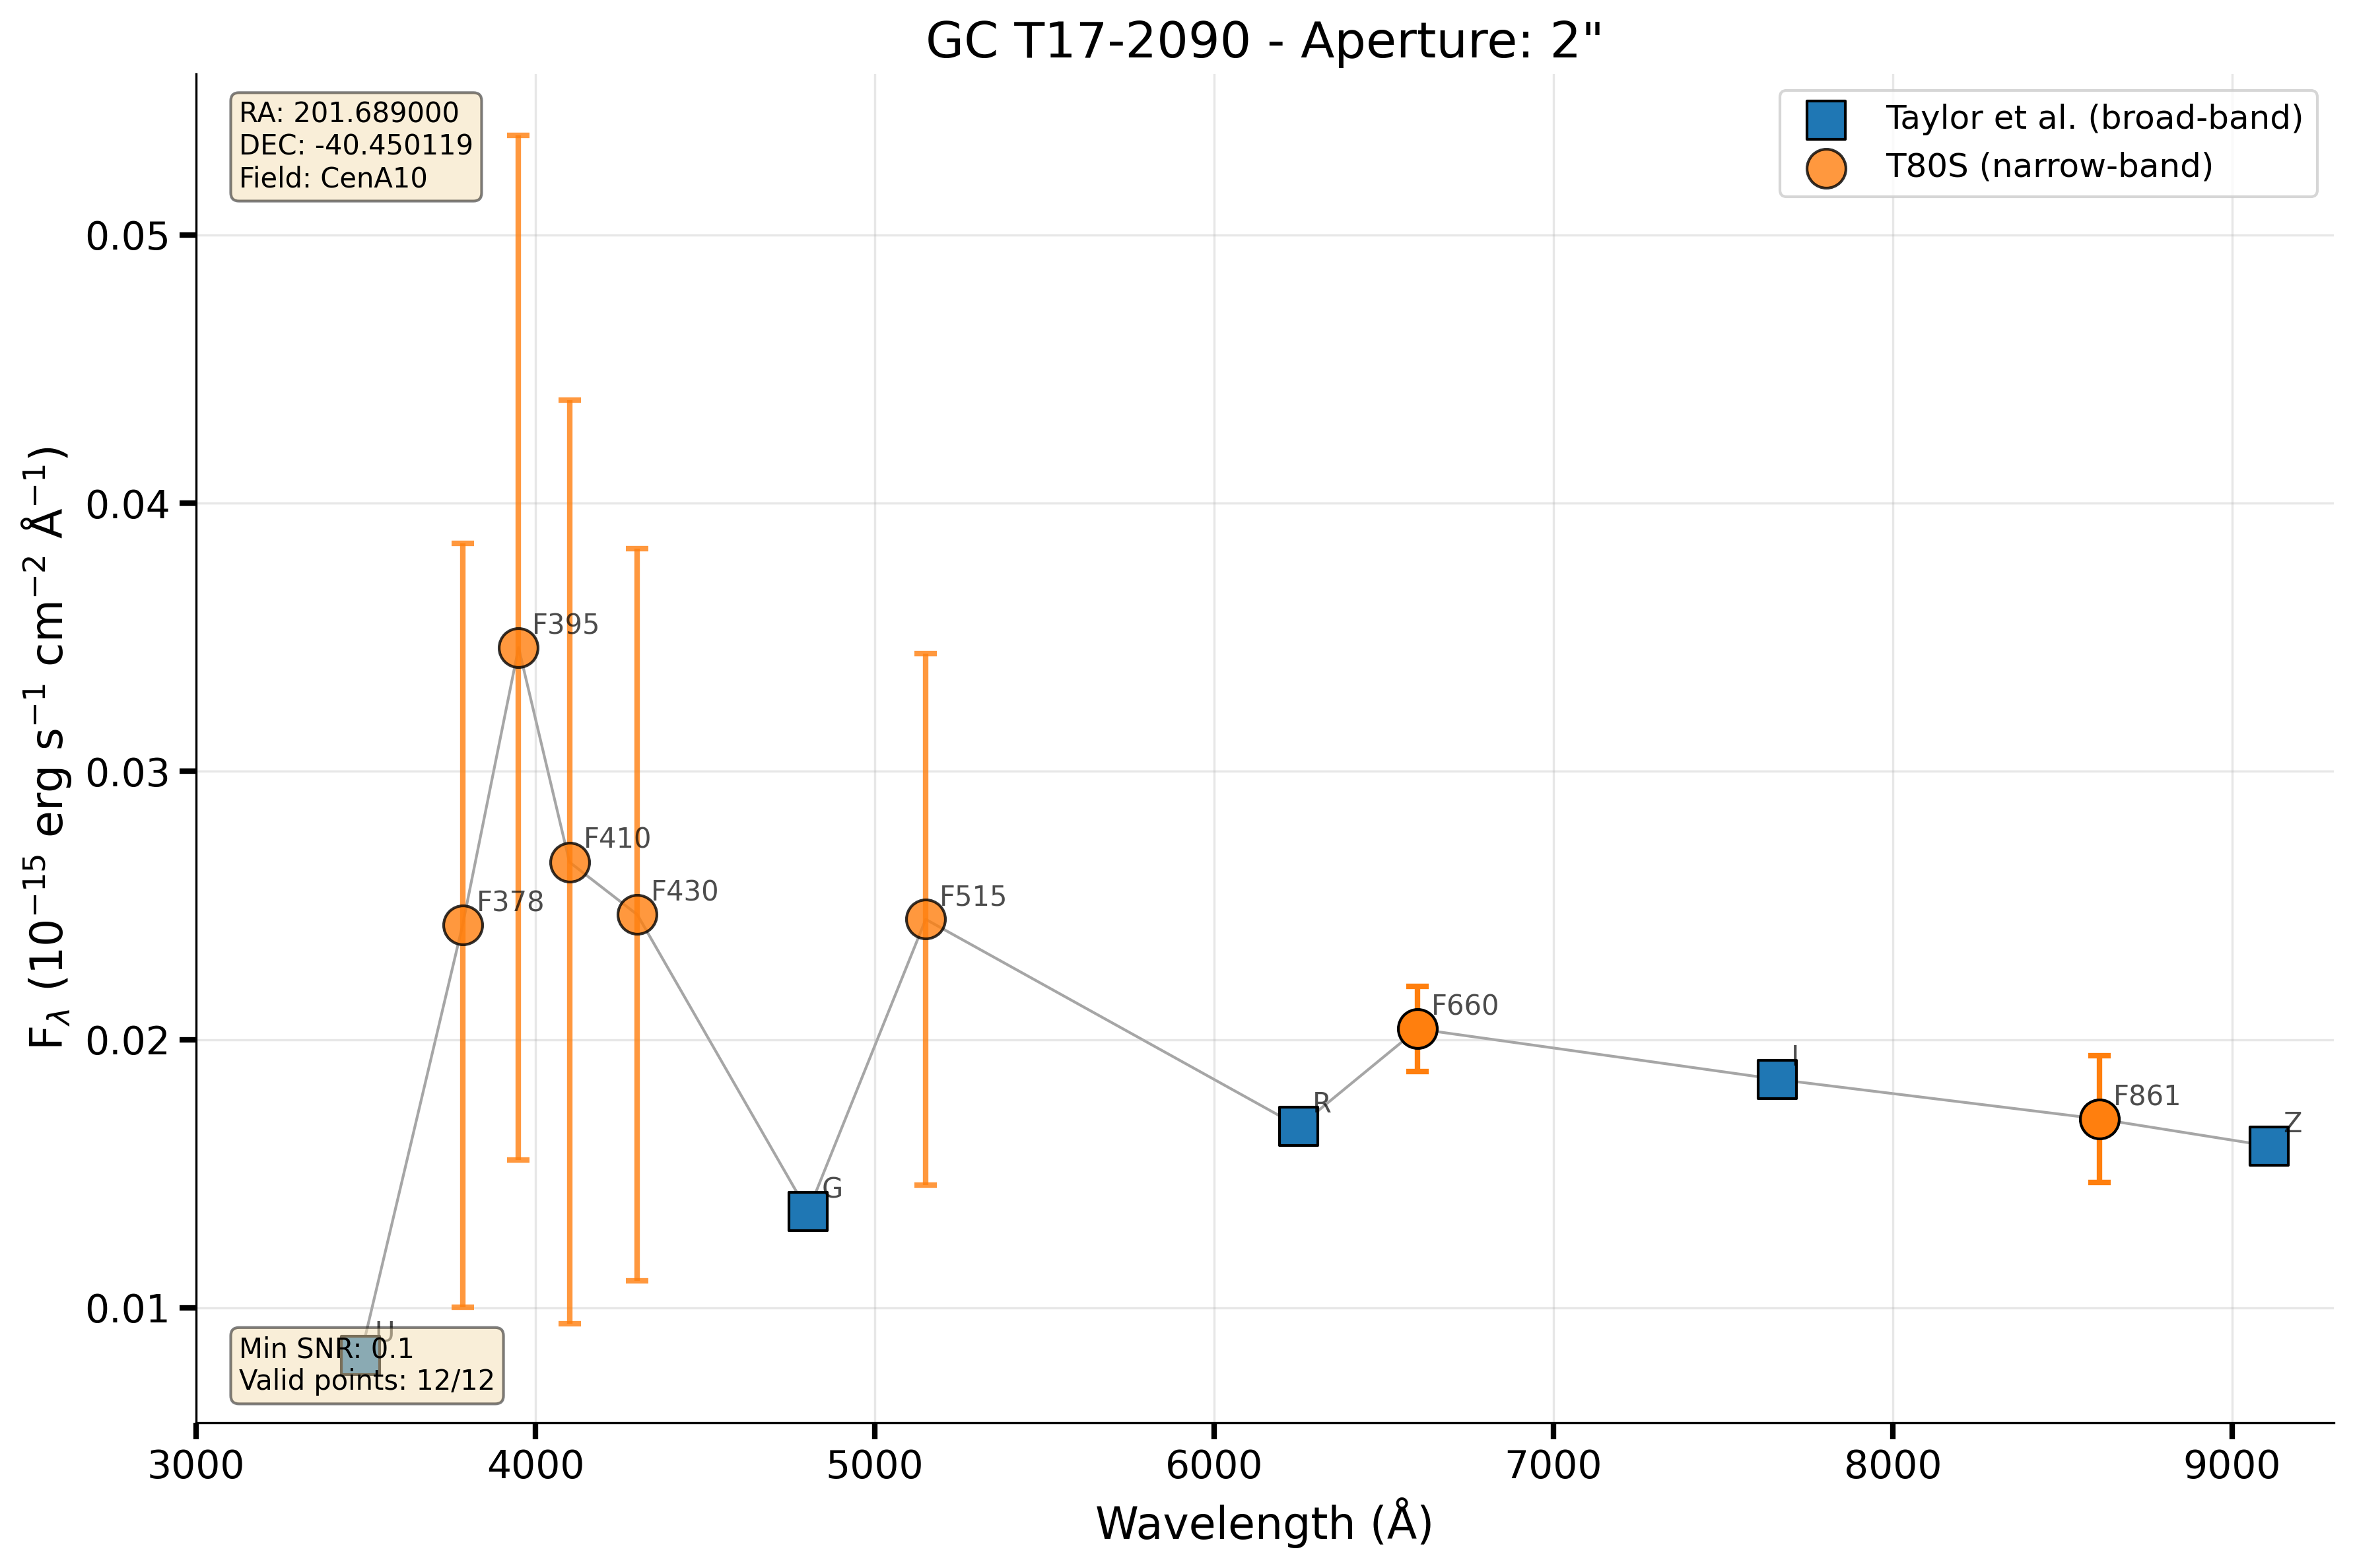 GC T17-2090 - Aperture: 2"
RA: 201.689000
DEC: -40.450119
Field: CenA10
Taylor et al. (broad-band)
T80S (narrow-band)
0.05
0.04
0.03
0.02
0.01
F395
F410
F378
F430
F515
F660
I
R
F861
Z
G
U
Min SNR: 0.1
Valid points: 12/12
3000 4000 5000 6000 7000 8000 9000
Wavelength (Å)
Fλ (10⁻¹⁵ erg s⁻¹ cm⁻² Å⁻¹)